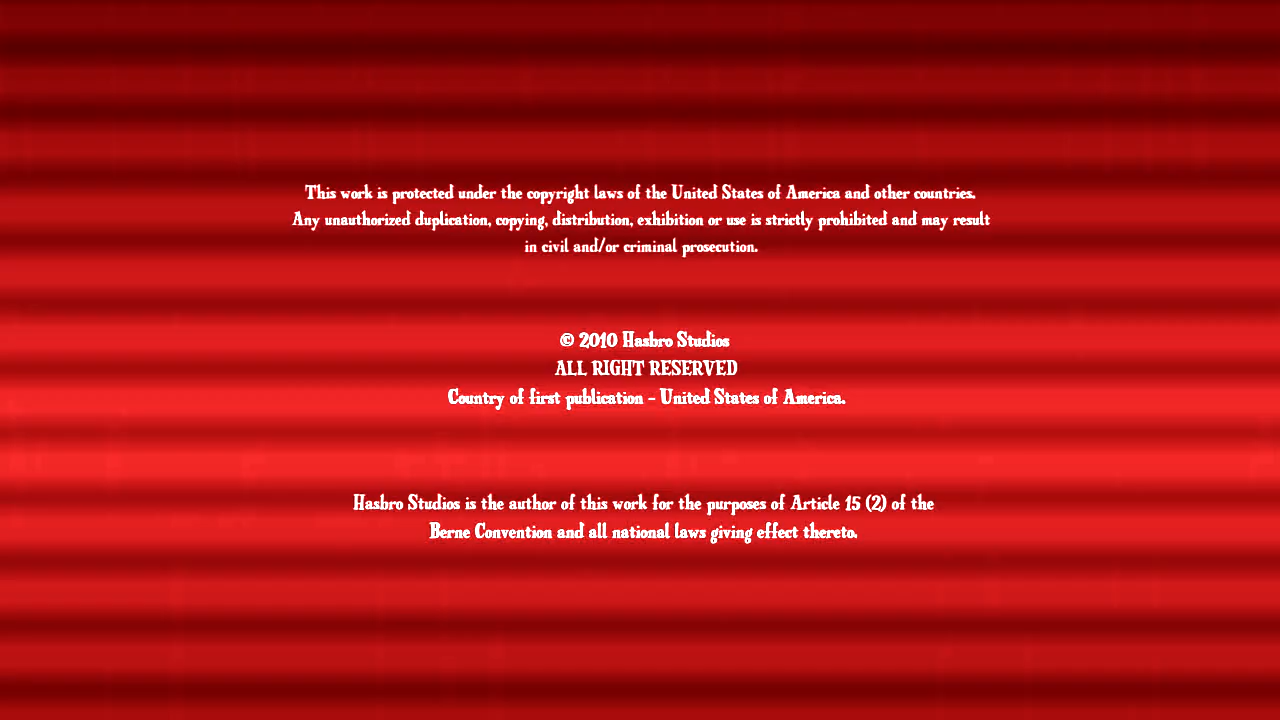 This work is protected under the copyright laws of the United States of America and other countries.
Any unauthorized duplication, copying, distribution, exhibition or use is strictly prohibited and may result
in civil and/or criminal prosecution.
© 2010 Hasbro Studios
ALL RIGHT RESERVED
Country of first publication - United States of America.
Hasbro Studios is the author of this work for the purposes of Article 15 (2) of the
Berne Convention and all national laws giving effect thereto.